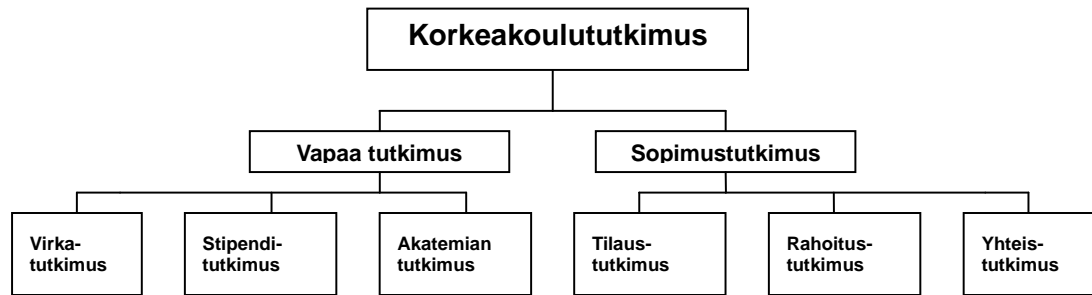 Korkeakoulututkimus
Vapaa tutkimus
Sopimustutkimus
Virka-
tutkimus
Stipendi-
tutkimus
Akatemian
tutkimus
Tilaus-
tutkimus
Rahoitus-
tutkimus
Yhteis-
tutkimus